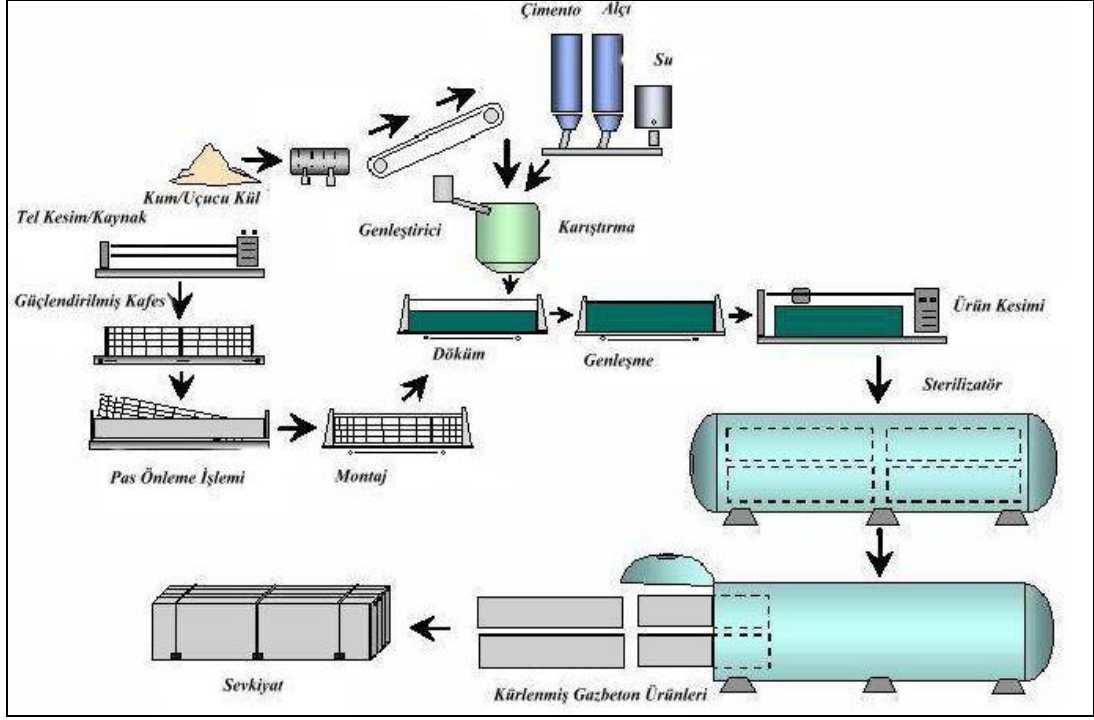 Çimento
Alçı
Su
Kum/Uçucu Kül
Tel Kesim/Kaynak
Genleştirici
Karıştırma
Güçlendirilmiş Kafes
Ürün Kesimi
Döküm
Genleşme
Sterilizatör
Pas Önleme İşlemi
Montaj
Sevkiyat
Kürlenmiş Gazbeton Ürünleri